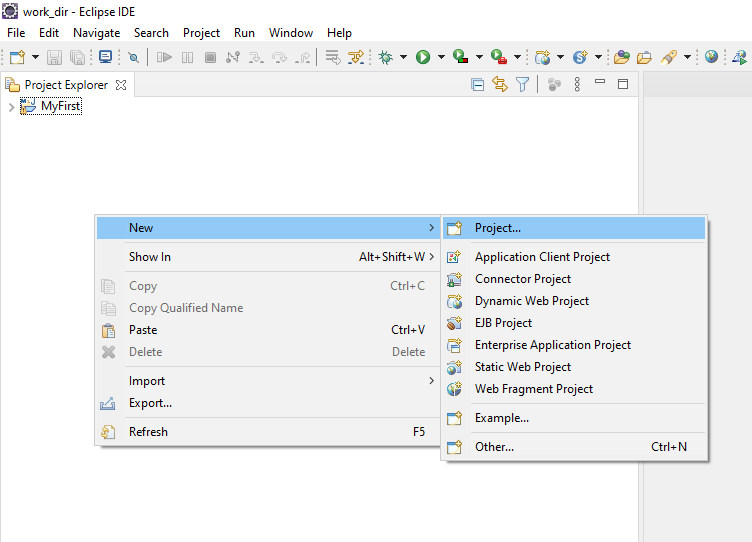 work_dir - Eclipse IDE
File Edit Navigate Search Project Run Window Help
Project Explorer
MyFirst
New
Show In Alt+Shift+W
Copy Ctrl+C
Copy Qualified Name
Paste Ctrl+V
Delete Delete
Import
Export...
Refresh F5
Project...
Application Client Project
Connector Project
Dynamic Web Project
EJB Project
Enterprise Application Project
Static Web Project
Web Fragment Project
Example...
Other... Ctrl+N